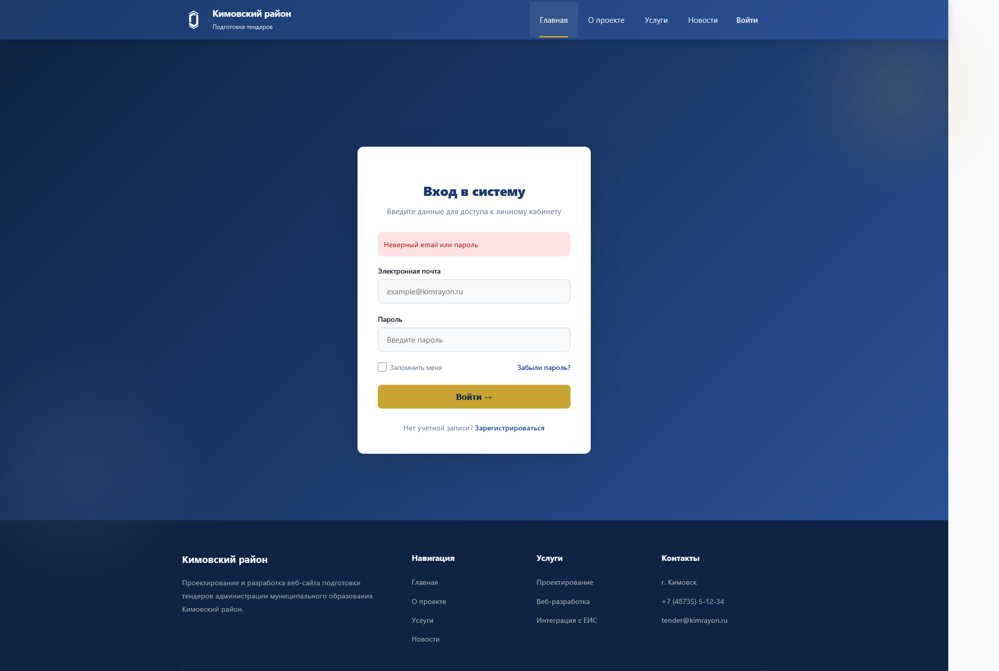 Кимовский район
Подготовка тендеров
Главная
О проекте
Услуги
Новости
Войти
Вход в систему
Введите данные для доступа к личному кабинету
Неверный email или пароль
Электронная почта
example@kimrayon.ru
Пароль
Введите пароль
Запомнить меня
Забыли пароль?
Войти →
Нет учётной записи? Зарегистрироваться
Кимовский район
Проектирование и разработка веб-сайта подготовки
тендеров администрации муниципального образования
Кимовский район.
Навигация
Главная
О проекте
Услуги
Новости
Услуги
Проектирование
Веб-разработка
Интеграция с ЕИС
Контакты
г. Кимовск
+7 (48735) 5-12-34
tender@kimrayon.ru